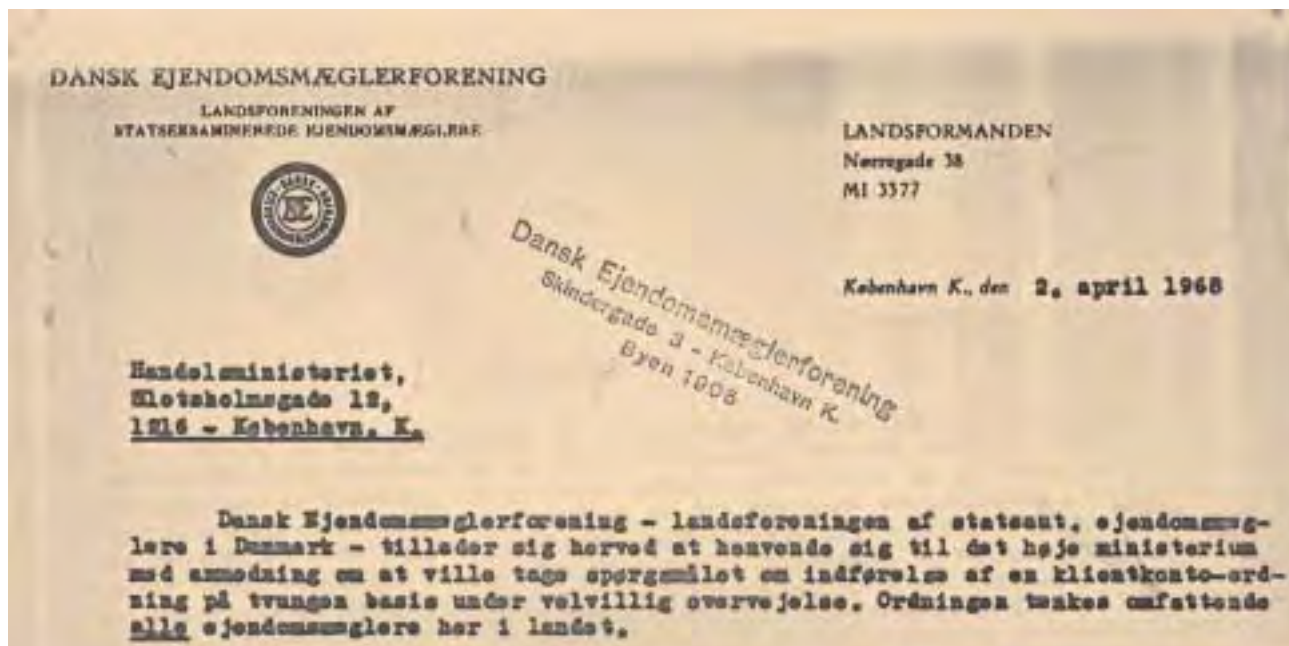 DANSK EJENDOMSMÆGLERFORENING
LANDSFORENINGEN AF
STATSEKSAMINEREDE EJENDOMSMÆGLERE
DE
LANDSFORMANDEN
Nørregade 38
MI 3377
København K., den 2. april 1968
Dansk Ejendomsmæglerforening
Skindergade 3 - København K.
Byen 1908
Handelsministeriet,
Slotsholmsgade 12,
1216 - København. K.
Dansk Ejendomsmæglerforening - landsforeningen af statsaut. ejendomsmæg-
lere i Danmark - tillader sig herved at henvende sig til det høje ministerium
med anmodning om at ville tage spørgsmålet om indførelse af en klientkonto-ord-
ning på tvungen basis under velvillig overvejelse. Ordningen tænkes omfattende
alle ejendomsmæglere her i landet.